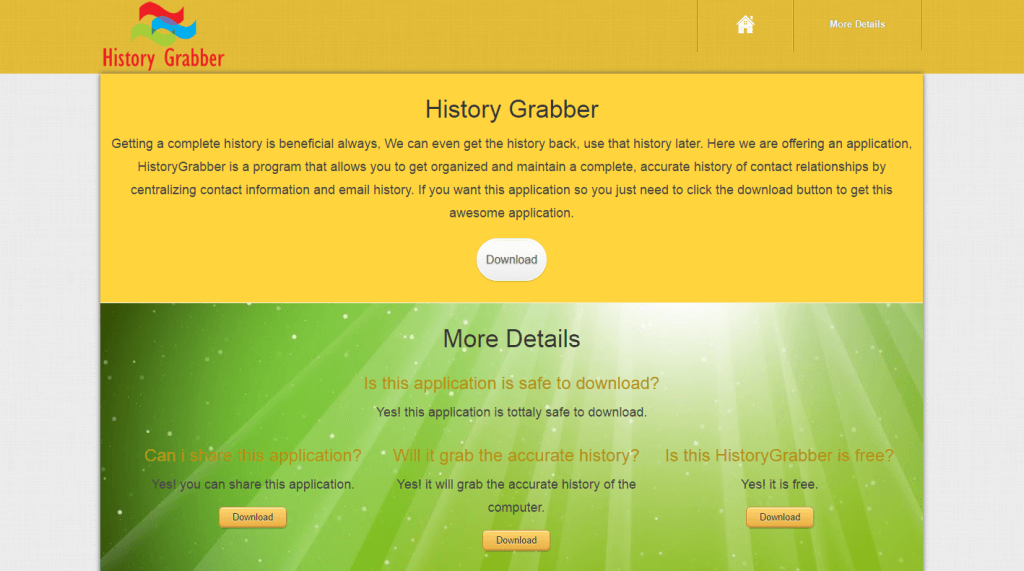 History Grabber
More Details
History Grabber
Getting a complete history is beneficial always, We can even get the history back, use that history later. Here we are offering an application,
HistoryGrabber is a program that allows you to get organized and maintain a complete, accurate history of contact relationships by
centralizing contact information and email history. If you want this application so you just need to click the download button to get this
awesome application.
Download
More Details
Is this application is safe to download?
Yes! this application is tottaly safe to download.
Can i share this application?
Yes! you can share this application.
Download
Will it grab the accurate history?
Yes! it will grab the accurate history of the
computer.
Download
Is this HistoryGrabber is free?
Yes! it is free.
Download